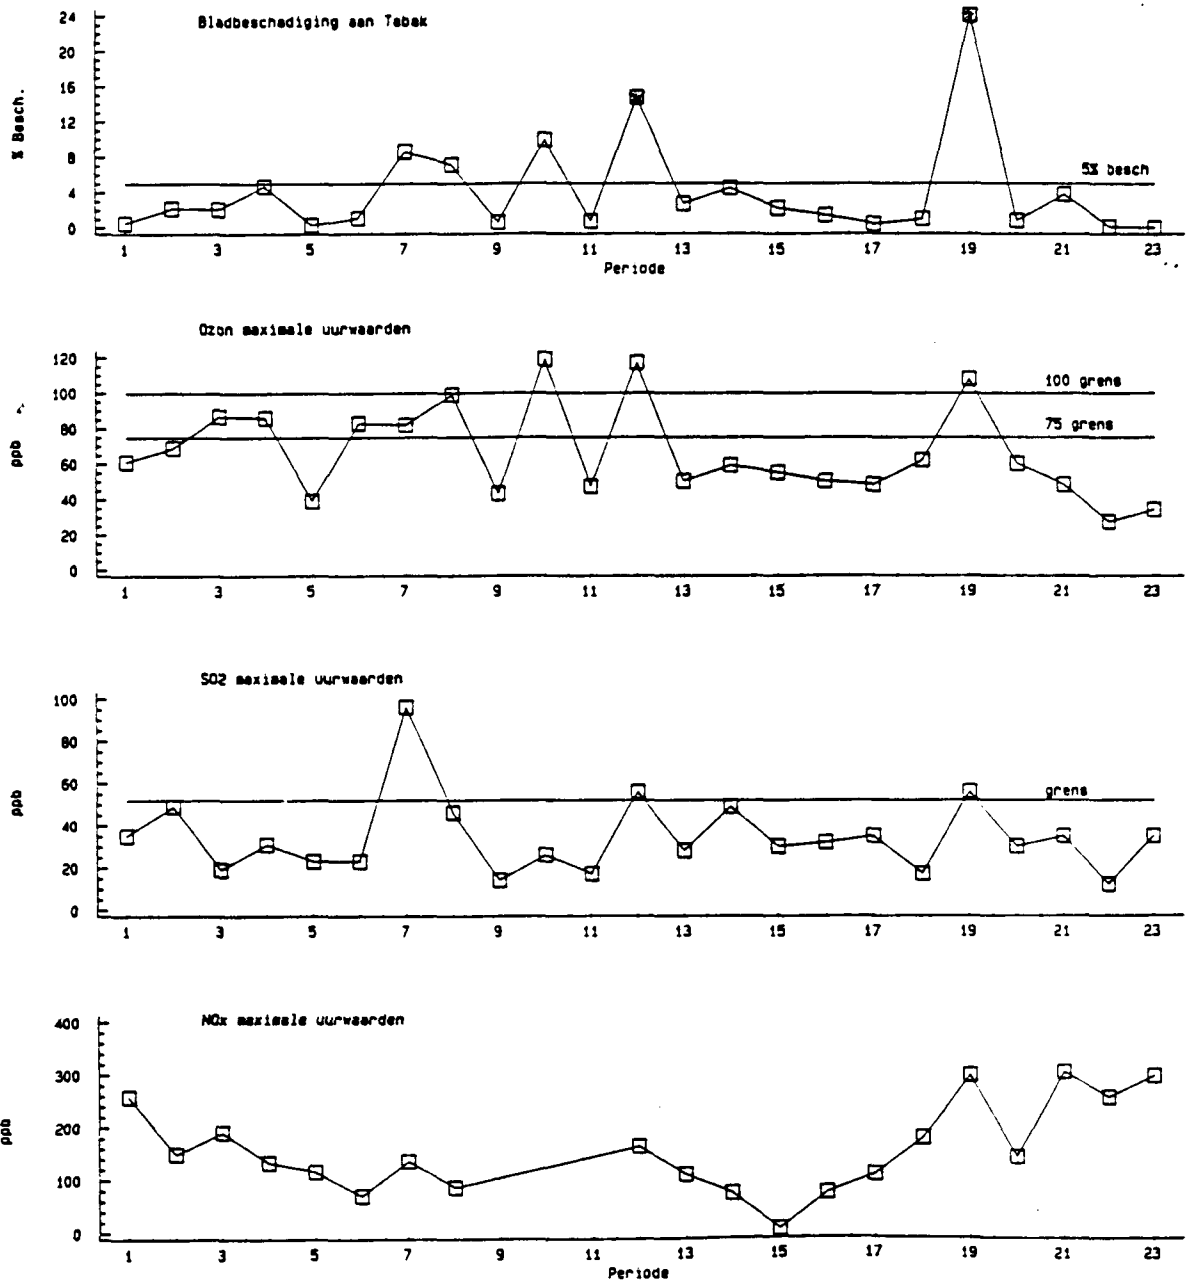 Bladbeschadiging aan Tabak
% Besch.
24
20
16
12
8
4
0
5% besch
1 3 5 7 9 11 13 15 17 19 21 23
Periode
Ozon maximale uurwaarden
ppb
120
100
80
60
40
20
0
100 grens
75 grens
1 3 5 7 9 11 13 15 17 19 21 23
SO2 maximale uurwaarden
ppb
100
80
60
40
20
0
grens
1 3 5 7 9 11 13 15 17 19 21 23
NOx maximale uurwaarden
ppb
400
300
200
100
0
1 3 5 7 9 11 13 15 17 19 21 23
Periode